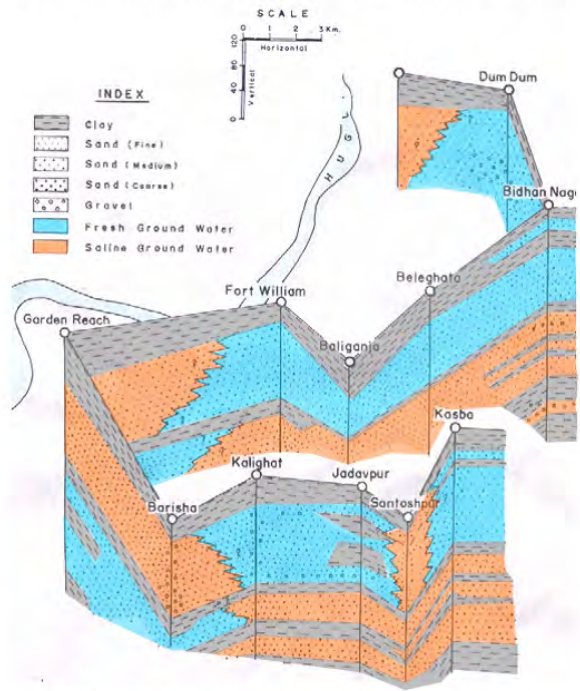 SCALE
0 1 2 3 Km.
Horizontal
120
80
40
0
Vertical
INDEX
Clay
Sand (Fine)
Sand (Medium)
Sand (Coarse)
Gravel
Fresh Ground Water
Saline Ground Water
HUGL
Dum Dum
Bidhan Naga
Beleghata
Fort William
Garden Reach
Baliganja
Kasba
Kalighat
Jadavpur
Santoshpur
Barisha